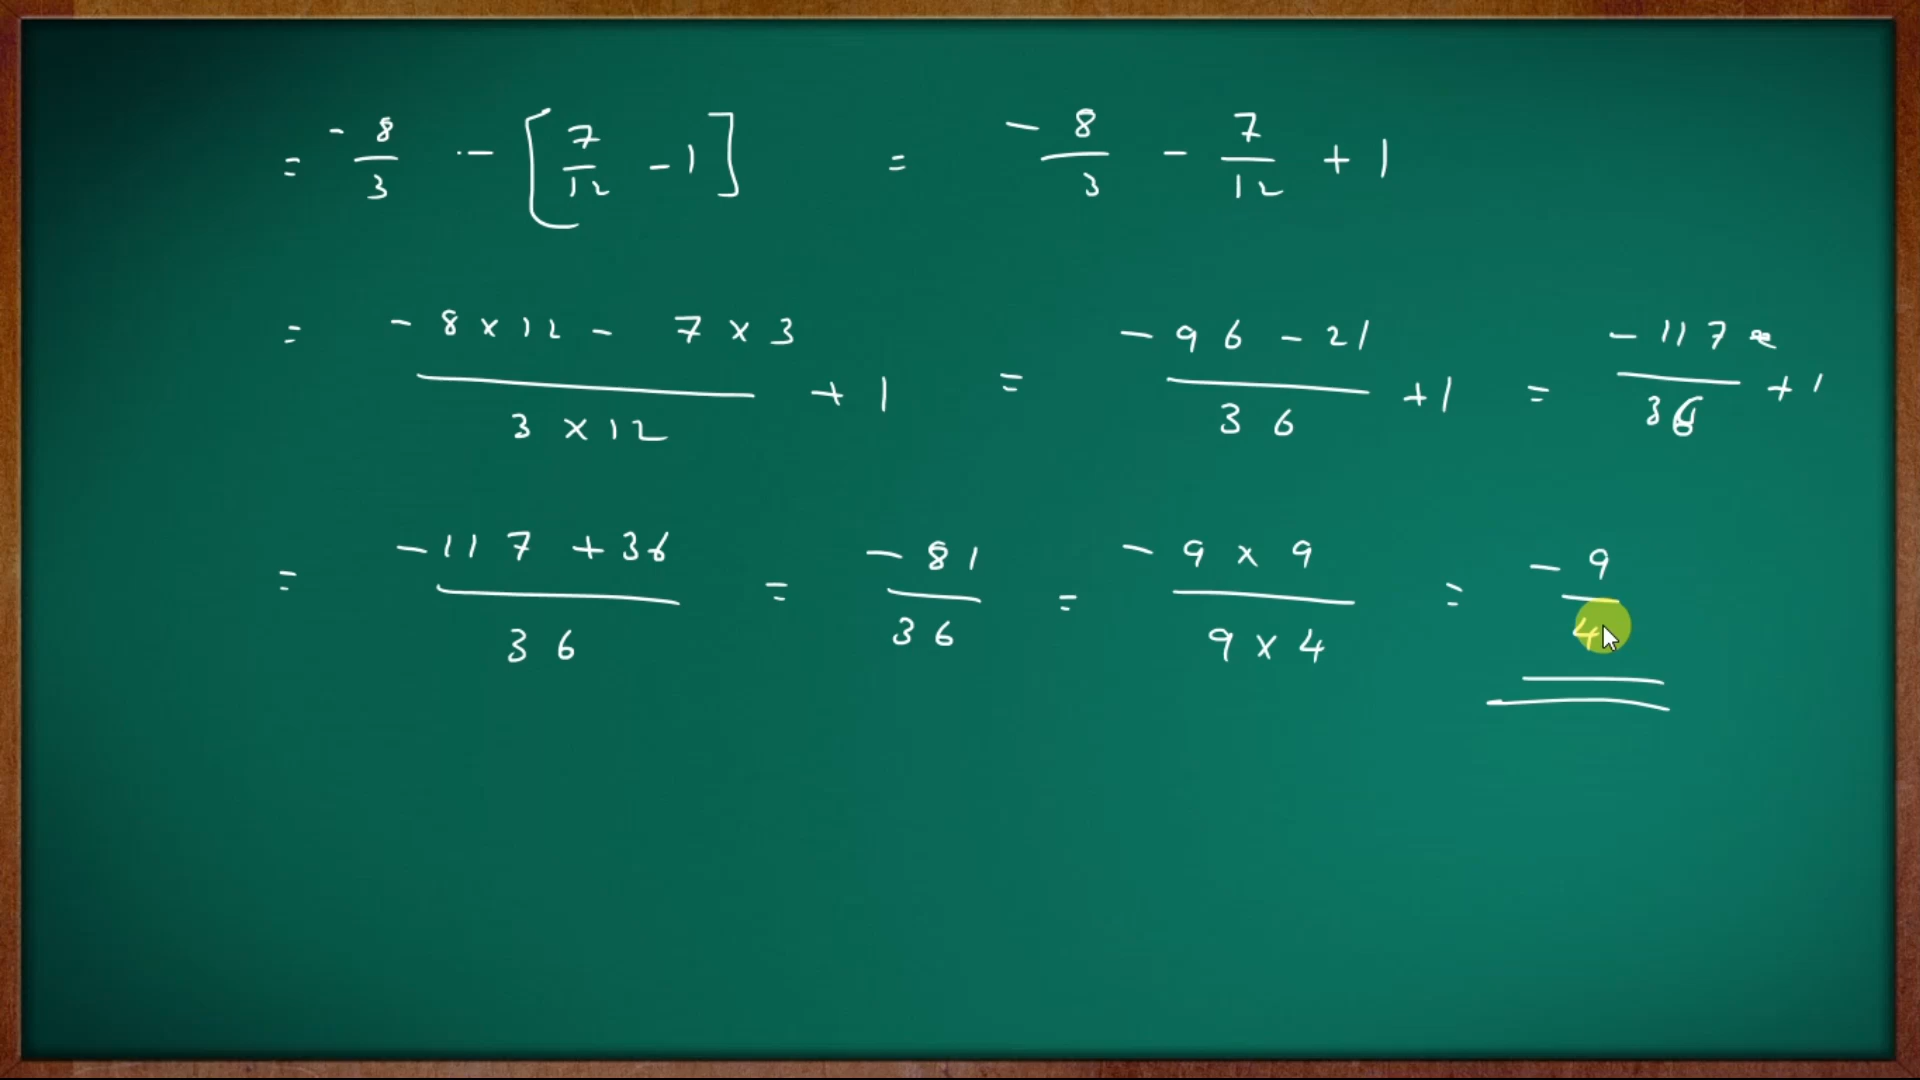 = -8/3 - [7/12 - 1] = -8/3 - 7/12 + 1
= (-8 × 12 - 7 × 3)/(3 × 12) + 1 = (-96 - 21)/36 + 1 = -117/36 + 1
= (-117 + 36)/36 = -81/36 = (-9 × 9)/(9 × 4) = -9/4